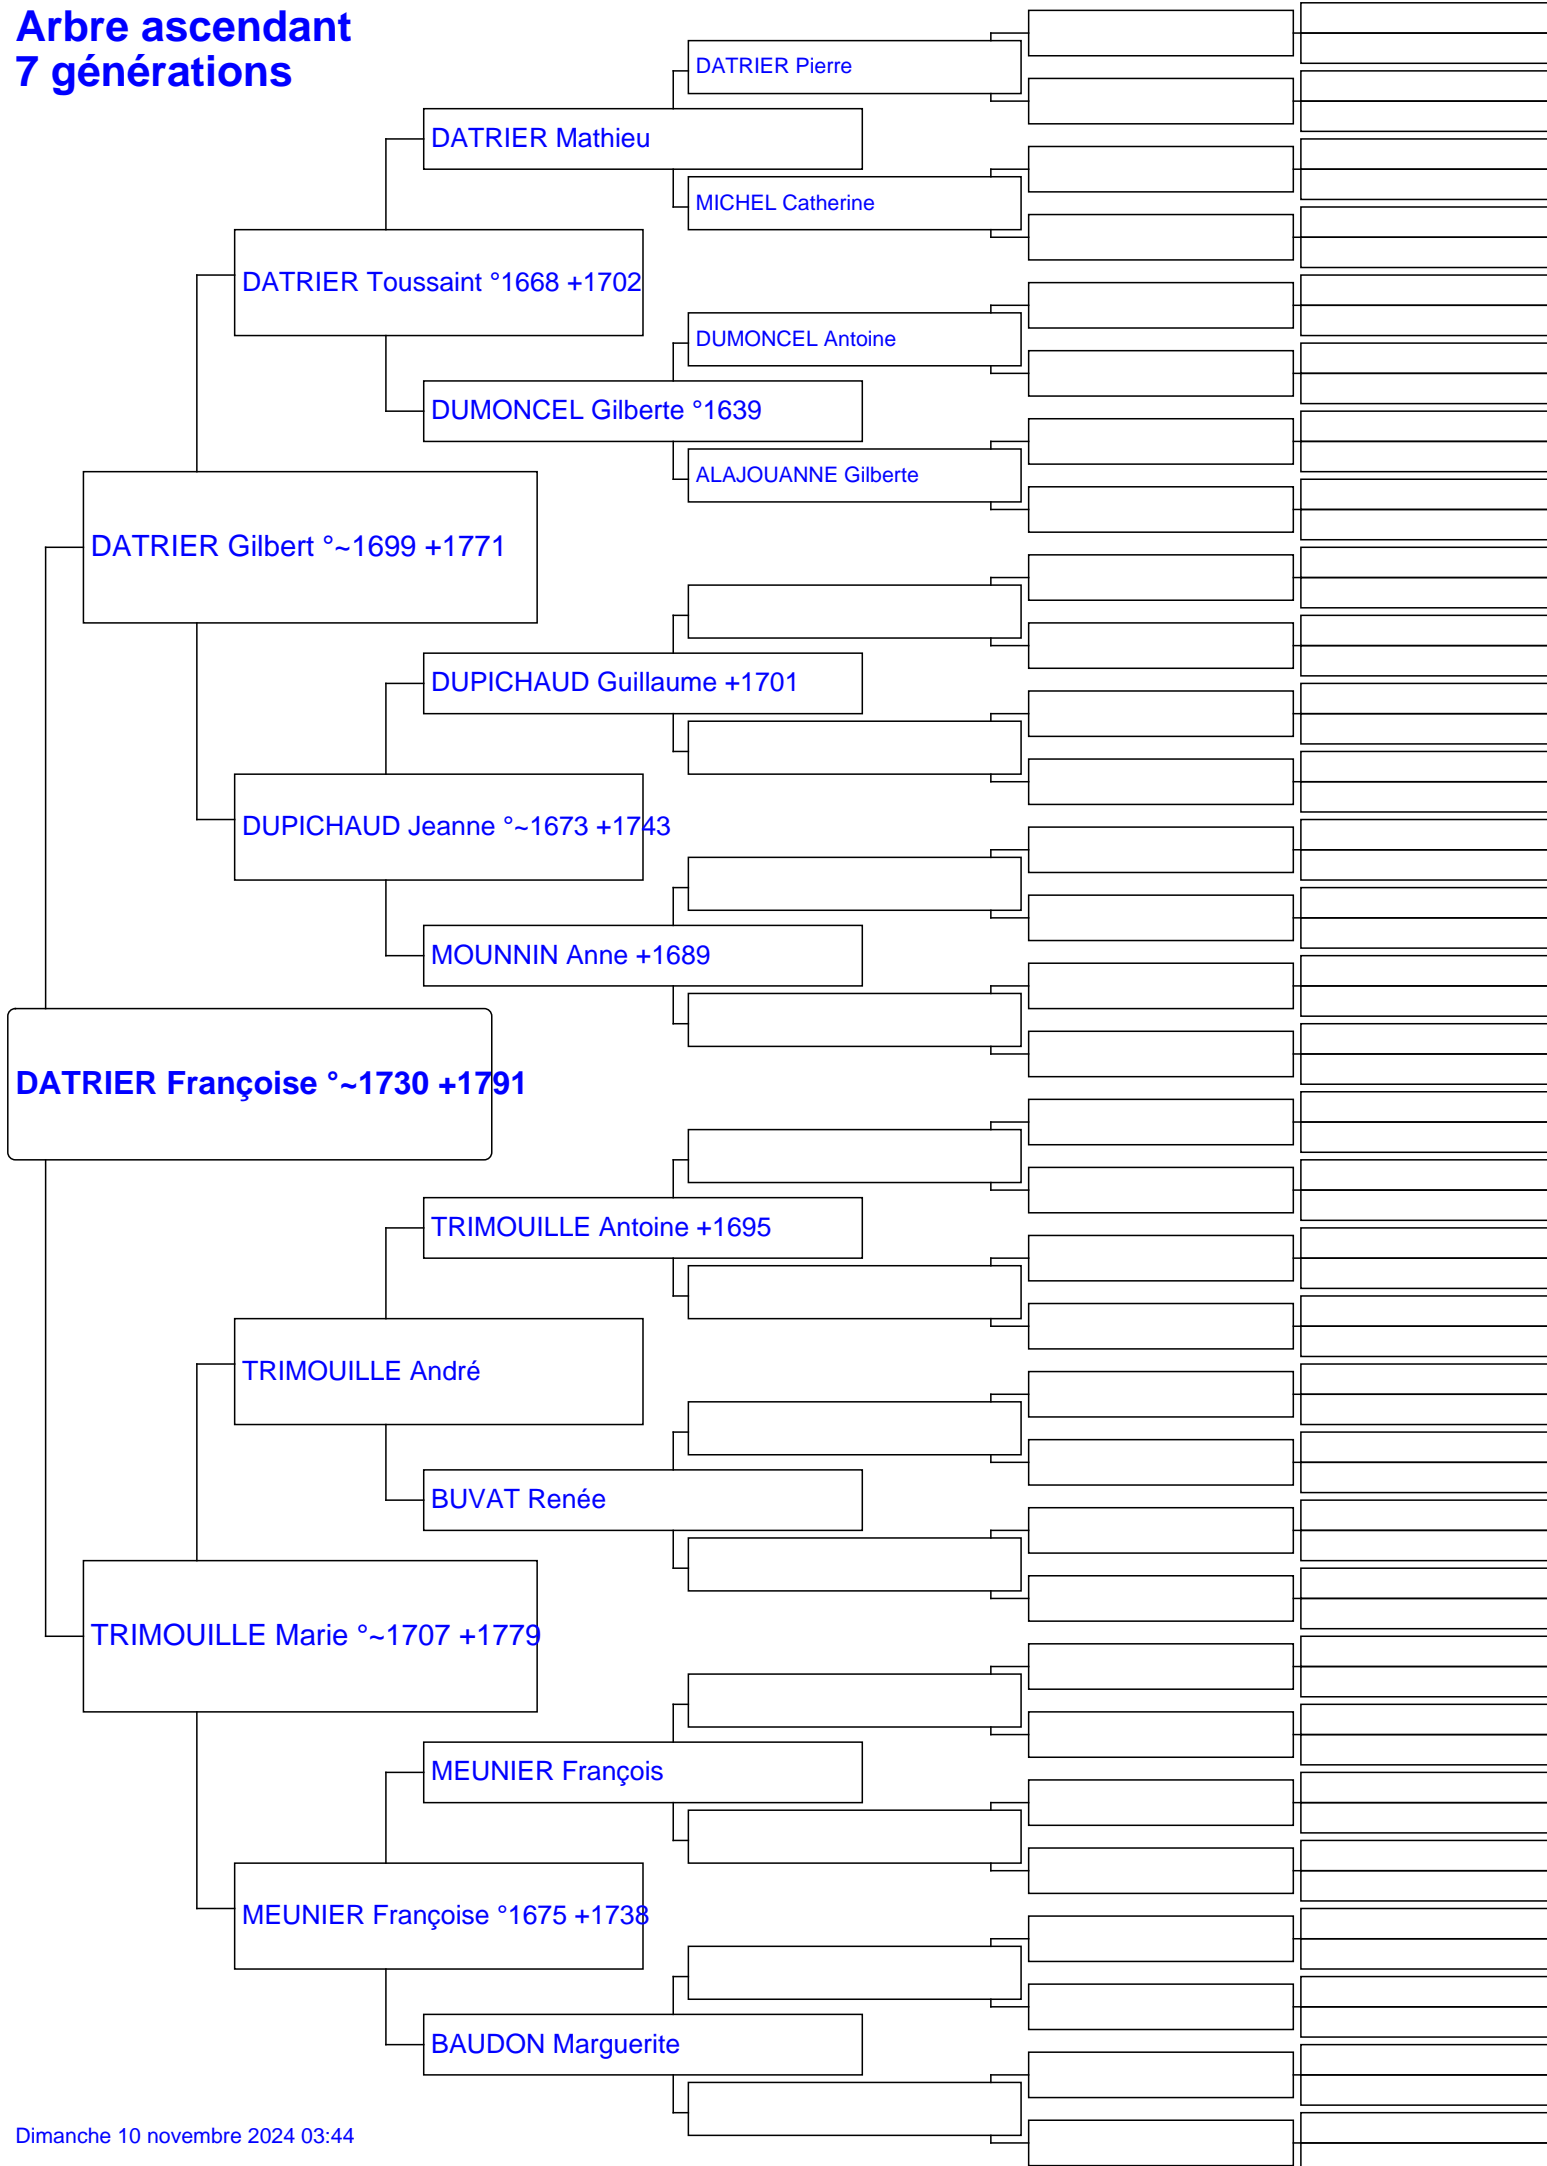 Arbre ascendant
7 générations
DATRIER Pierre
DATRIER Mathieu
MICHEL Catherine
DATRIER Toussaint °1668 +1702
DUMONCEL Antoine
DUMONCEL Gilberte °1639
ALAJOUANNE Gilberte
DATRIER Gilbert °~1699 +1771
DUPICHAUD Guillaume +1701
DUPICHAUD Jeanne °~1673 +1743
MOUNNIN Anne +1689
DATRIER Françoise °~1730 +1791
TRIMOUILLE Antoine +1695
TRIMOUILLE André
BUVAT Renée
TRIMOUILLE Marie °~1707 +1779
MEUNIER François
MEUNIER Françoise °1675 +1738
BAUDON Marguerite
Dimanche 10 novembre 2024 03:44